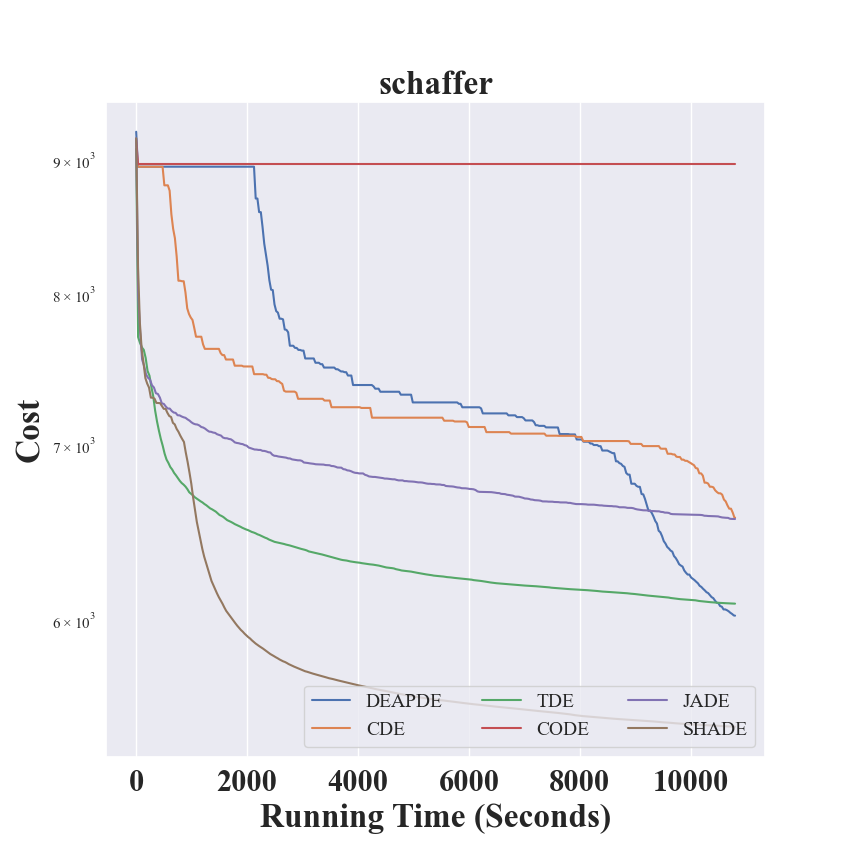 schaffer
Cost
9 × 10³
8 × 10³
7 × 10³
6 × 10³
DEAPDE TDE JADE
CDE CODE SHADE
0 2000 4000 6000 8000 10000
Running Time (Seconds)